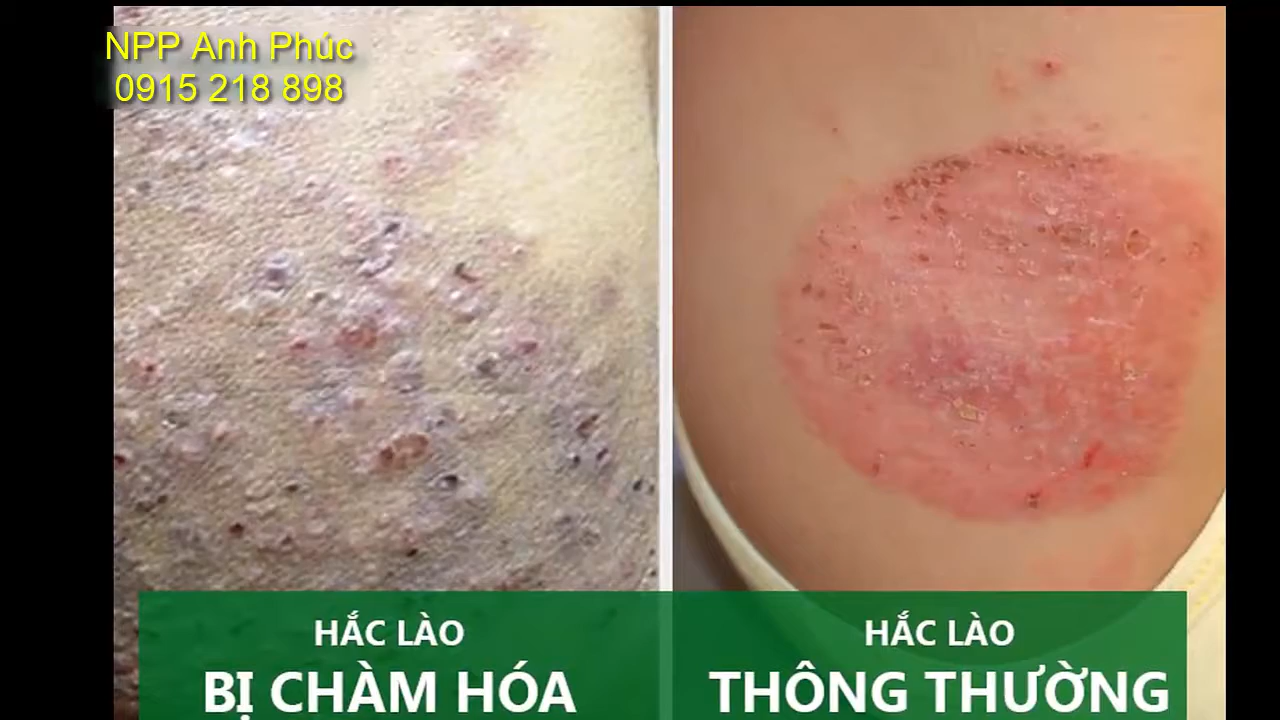 NPP Anh Phúc
0915 218 898
HẮC LÀO
BỊ CHÀM HÓA
HẮC LÀO
THÔNG THƯỜNG